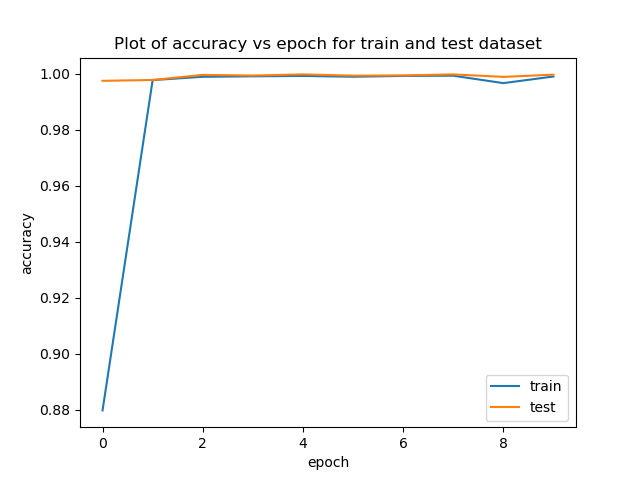 Plot of accuracy vs epoch for train and test dataset
1.00
0.98
0.96
0.94
0.92
0.90
0.88
accuracy
0
2
4
6
8
epoch
train
test